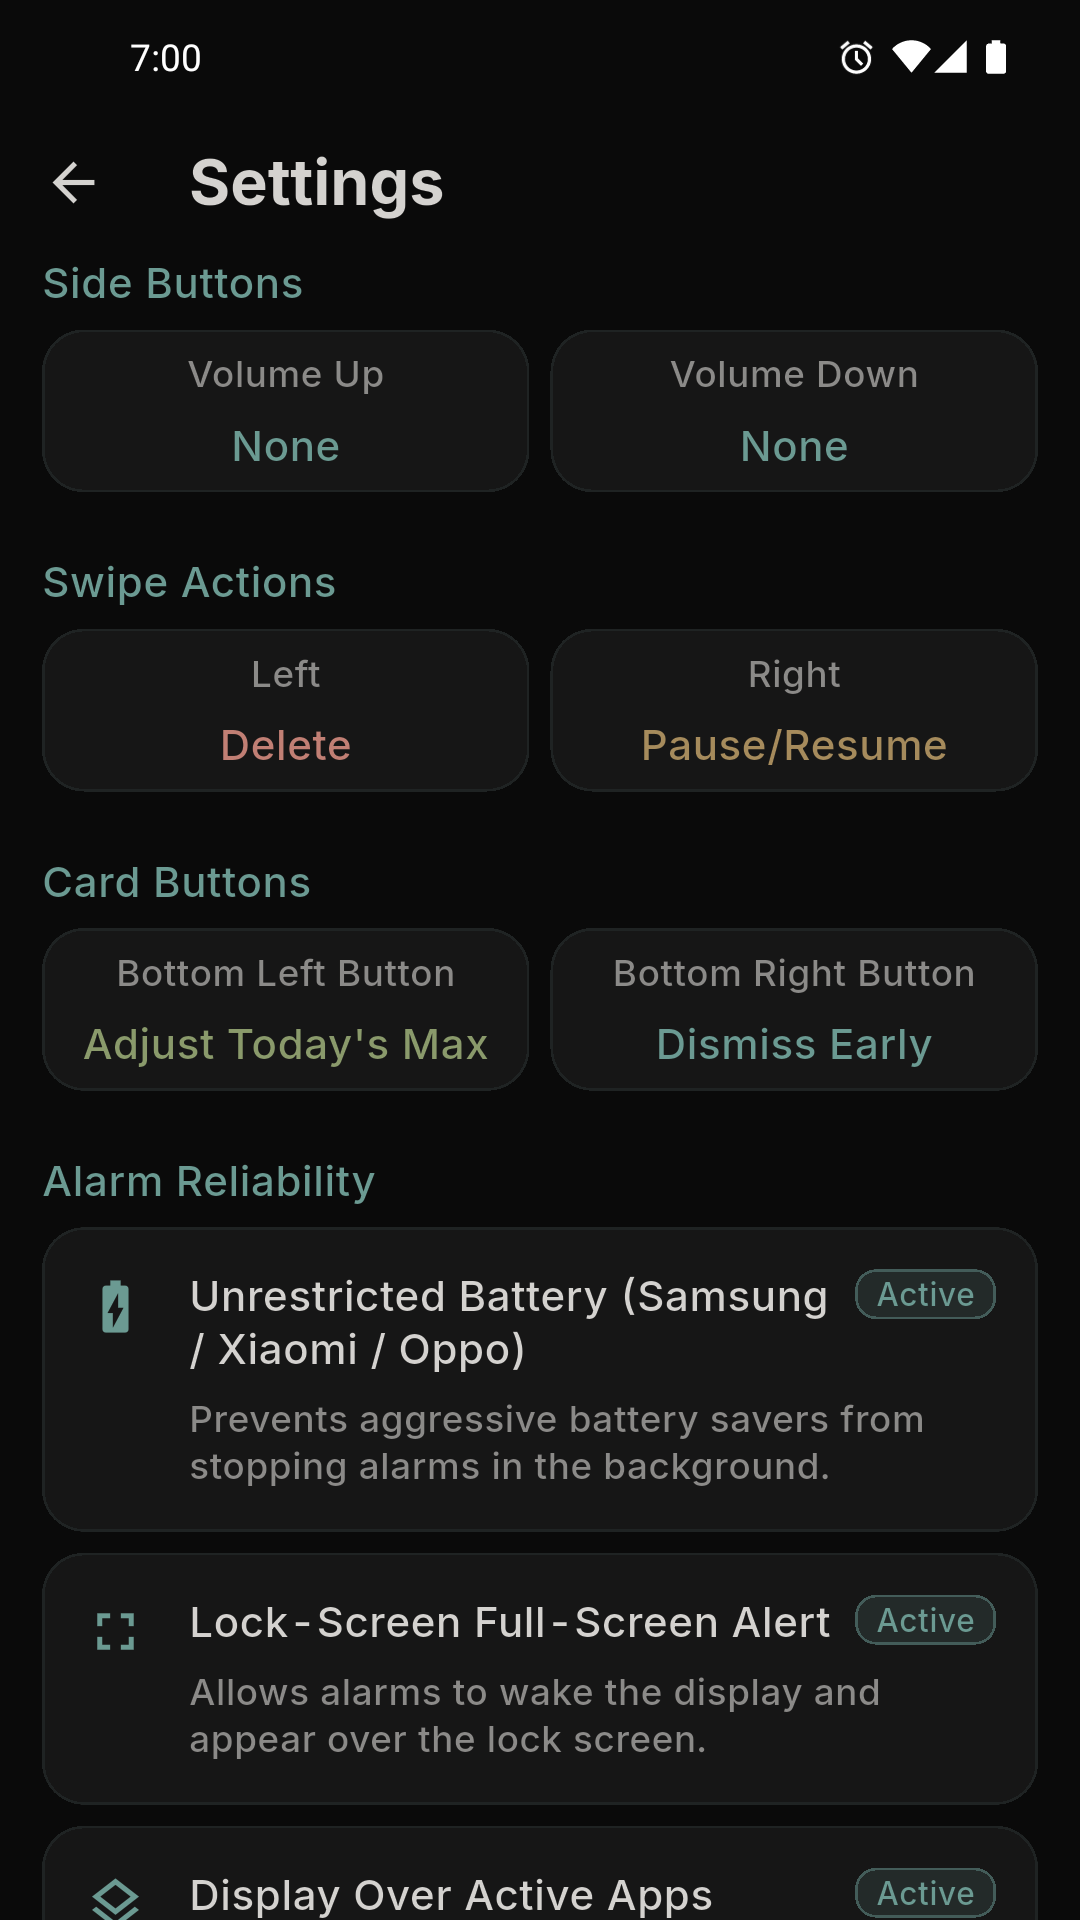 7:00
Settings
Side Buttons
Volume Up
None
Volume Down
None
Swipe Actions
Left
Delete
Right
Pause/Resume
Card Buttons
Bottom Left Button
Adjust Today's Max
Bottom Right Button
Dismiss Early
Alarm Reliability
Unrestricted Battery (Samsung
/ Xiaomi / Oppo)
Active
Prevents aggressive battery savers from
stopping alarms in the background.
Lock-Screen Full-Screen Alert
Active
Allows alarms to wake the display and
appear over the lock screen.
Display Over Active Apps
Active